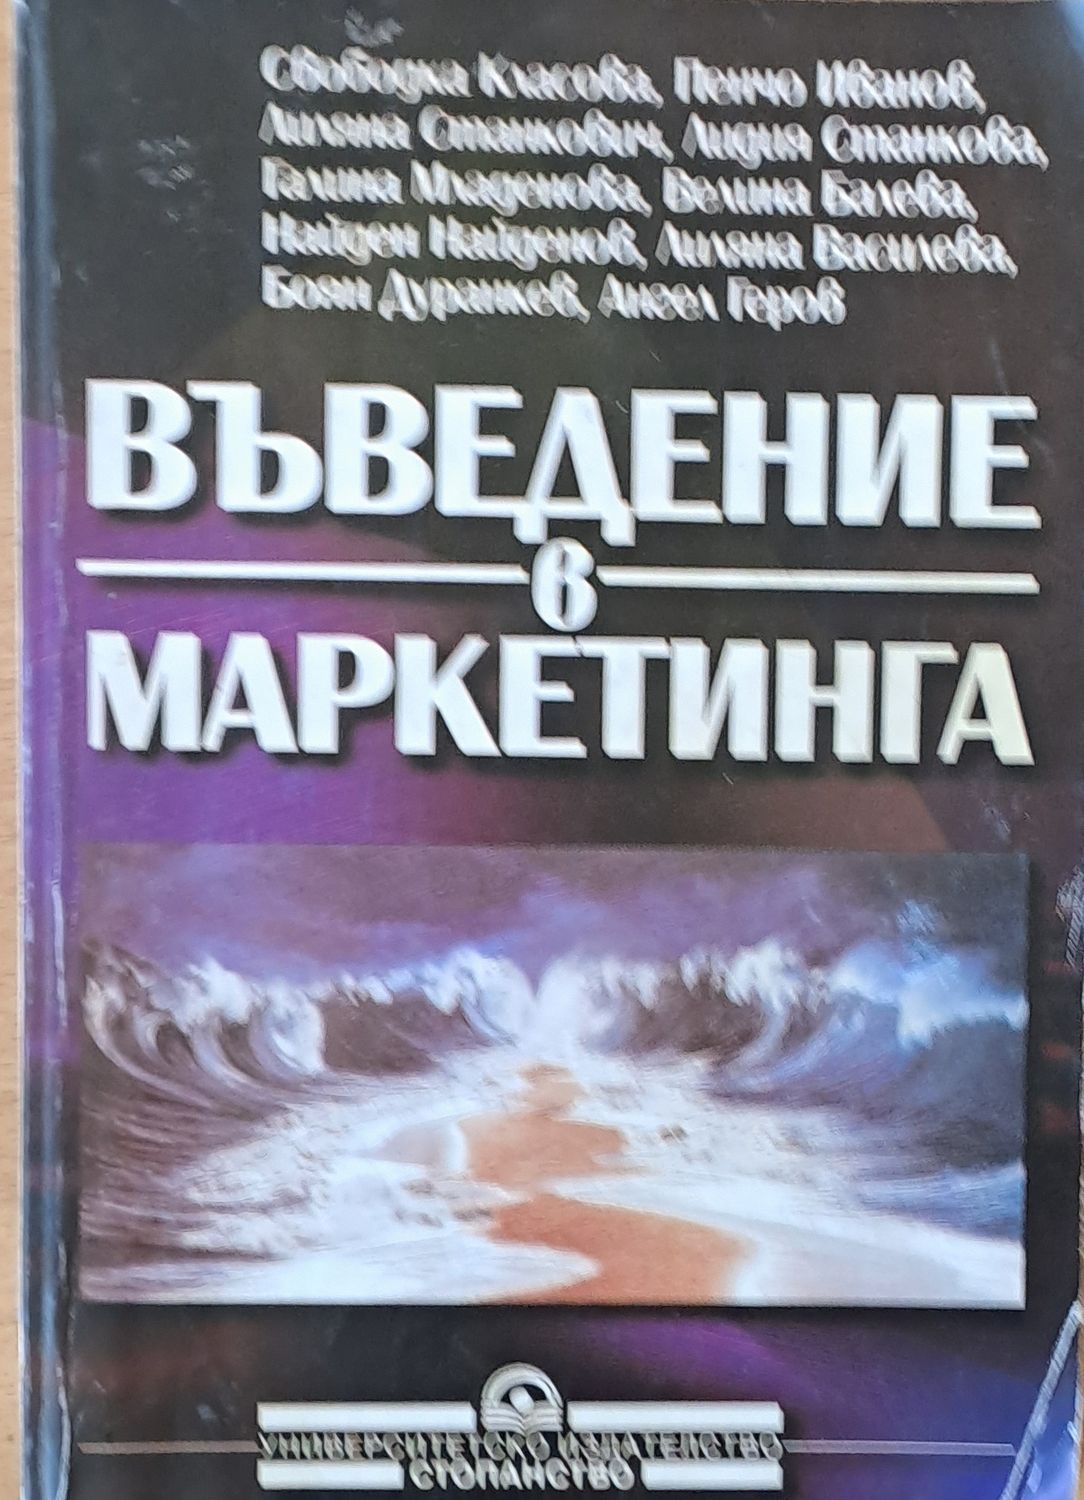 Свободка Класова, Пенчо Иванов,
Лиляна Станкович, Лидия Станкова,
Галина Младенова, Велина Балева,
Найден Найденов, Лиляна Василева,
Боян Дуранкев, Ангел Геров
ВЪВЕДЕНИЕ
в
МАРКЕТИНГА
УНИВЕРСИТЕТСКО ИЗДАТЕЛСТВО
СТОПАНСТВО